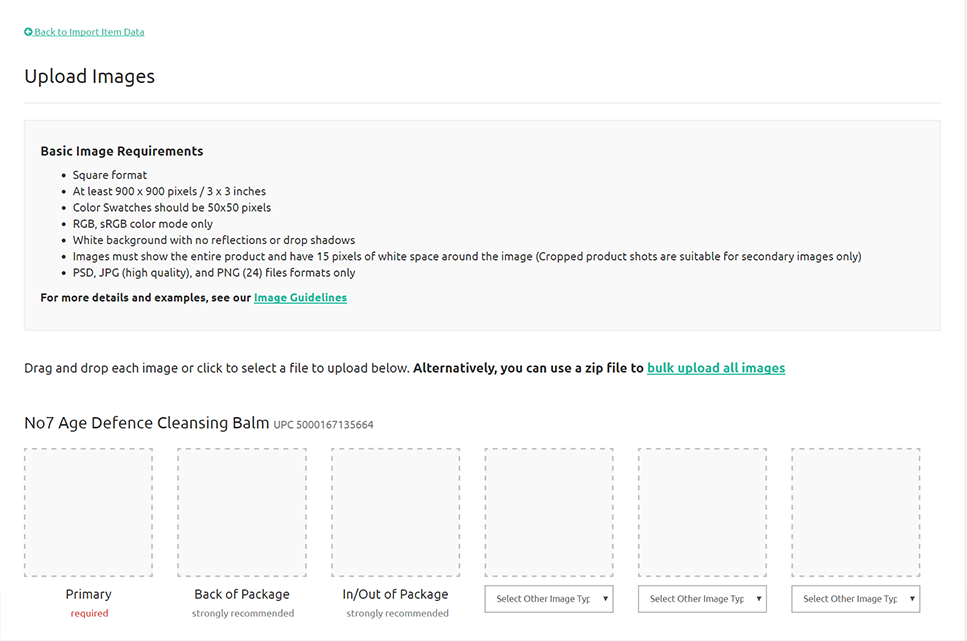 Back to Import Item Data
Upload Images
Basic Image Requirements
• Square format
• At least 900 x 900 pixels / 3 x 3 inches
• Color Swatches should be 50x50 pixels
• RGB, sRGB color mode only
• White background with no reflections or drop shadows
• Images must show the entire product and have 15 pixels of white space around the image (Cropped product shots are suitable for secondary images only)
• PSD, JPG (high quality), and PNG (24) files formats only
For more details and examples, see our Image Guidelines
Drag and drop each image or click to select a file to upload below. Alternatively, you can use a zip file to bulk upload all images
No7 Age Defence Cleansing Balm UPC 5000167135664
Primary
required
Back of Package
strongly recommended
In/Out of Package
strongly recommended
Select Other Image Typ
Select Other Image Typ
Select Other Image Typ